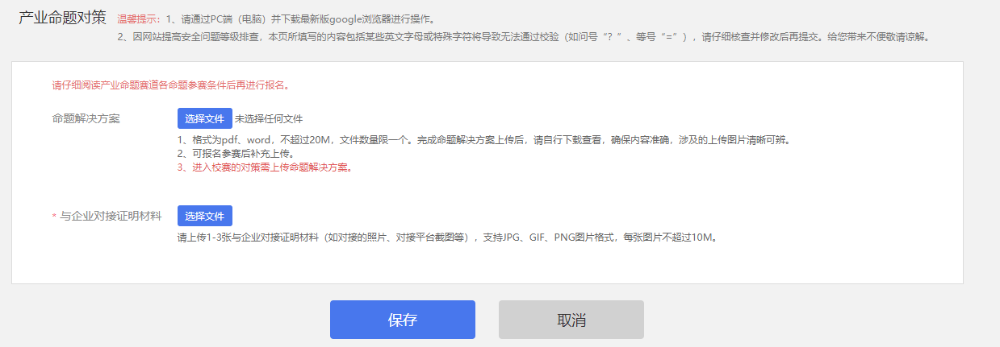 产业命题对策 温馨提示：1、请通过PC端（电脑）并下载最新版google浏览器进行操作。
2、因网站提高安全问题等级排查，本页所填写的内容包括某些英文字母或特殊字符将导致无法通过校验（如问号“？”、等号“=”），请仔细核查并修改后再提交。给您带来不便敬请谅解。
请仔细阅读产业命题赛道各命题参赛条件后再进行报名。
命题解决方案 选择文件 未选择任何文件
1、格式为pdf、word，不超过20M，文件数量限一个。完成命题解决方案上传后，请自行下载查看，确保内容准确，涉及的上传图片清晰可辨。
2、可报名参赛后补充上传。
3、进入校赛的对策需上传命题解决方案。
* 与企业对接证明材料 选择文件
请上传1-3张与企业对接证明材料（如对接的照片、对接平台截图等），支持JPG、GIF、PNG图片格式，每张图片不超过10M。
保存 取消